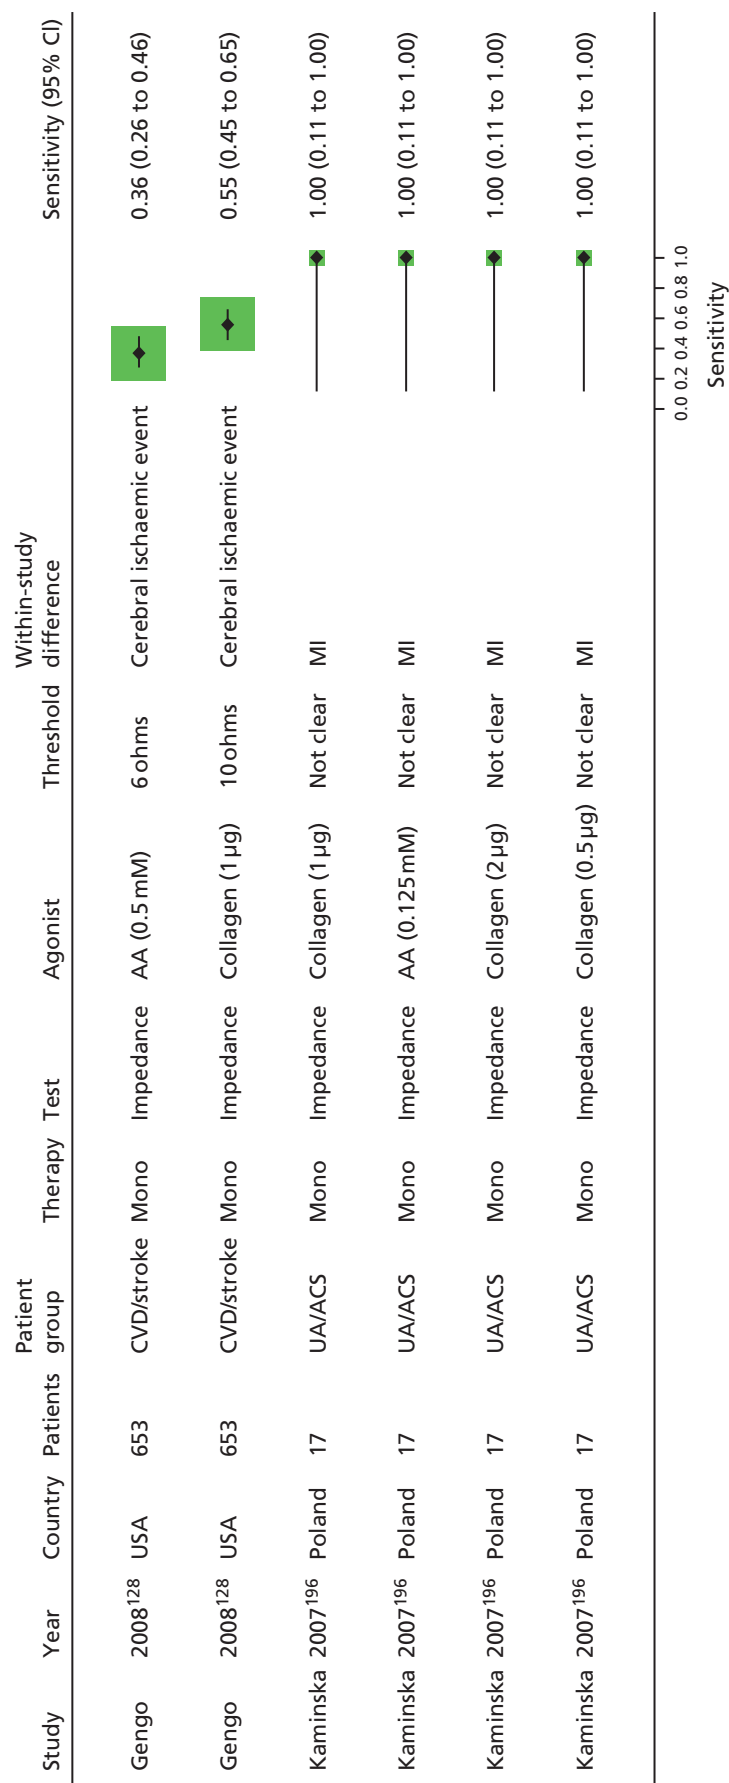 Study Year Country Patients Patient group Therapy Test Agonist Threshold Within-study difference Sensitivity (95% CI)
Gengo 2008128 USA 653 CVD/stroke Mono Impedance AA (0.5 mM) 6 ohms Cerebral ischaemic event 0.36 (0.26 to 0.46)
Gengo 2008128 USA 653 CVD/stroke Mono Impedance Collagen (1 µg) 10 ohms Cerebral ischaemic event 0.55 (0.45 to 0.65)
Kaminska 2007196 Poland 17 UA/ACS Mono Impedance Collagen (1 µg) Not clear MI 1.00 (0.11 to 1.00)
Kaminska 2007196 Poland 17 UA/ACS Mono Impedance AA (0.125 mM) Not clear MI 1.00 (0.11 to 1.00)
Kaminska 2007196 Poland 17 UA/ACS Mono Impedance Collagen (2 µg) Not clear MI 1.00 (0.11 to 1.00)
Kaminska 2007196 Poland 17 UA/ACS Mono Impedance Collagen (0.5 µg) Not clear MI 1.00 (0.11 to 1.00)
0.0 0.2 0.4 0.6 0.8 1.0
Sensitivity